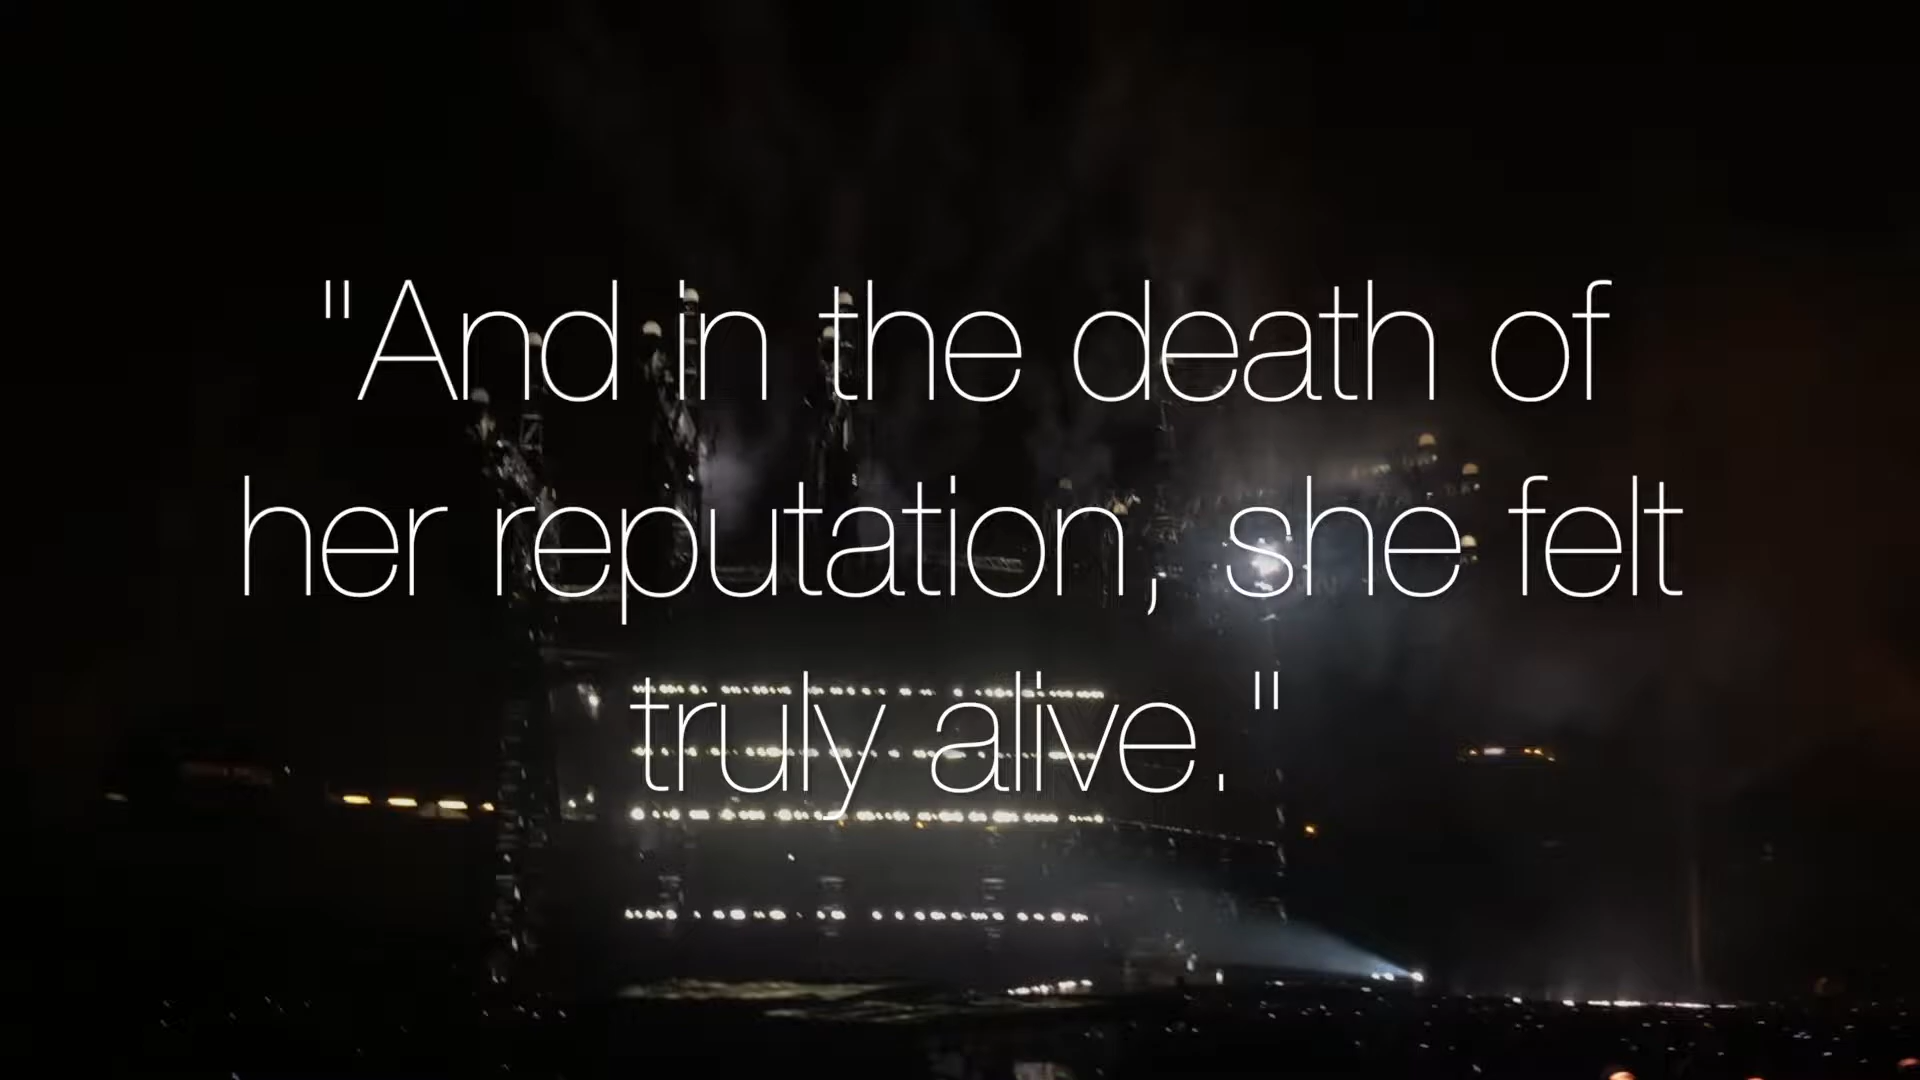 "And in the death of
her reputation, she felt
truly alive."